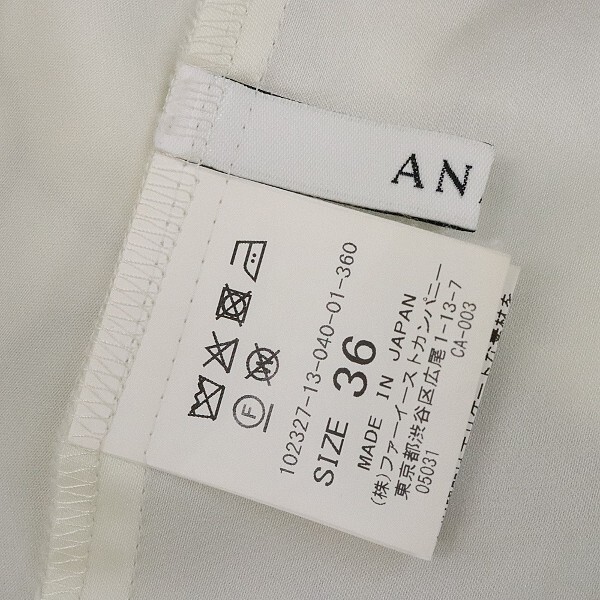 AN
F
102327-13-040-01-360
SIZE 36
MADE IN JAPAN
(株)ファーイーストカンパニー
東京都渋谷区広尾1-13-7
05031 CA-003